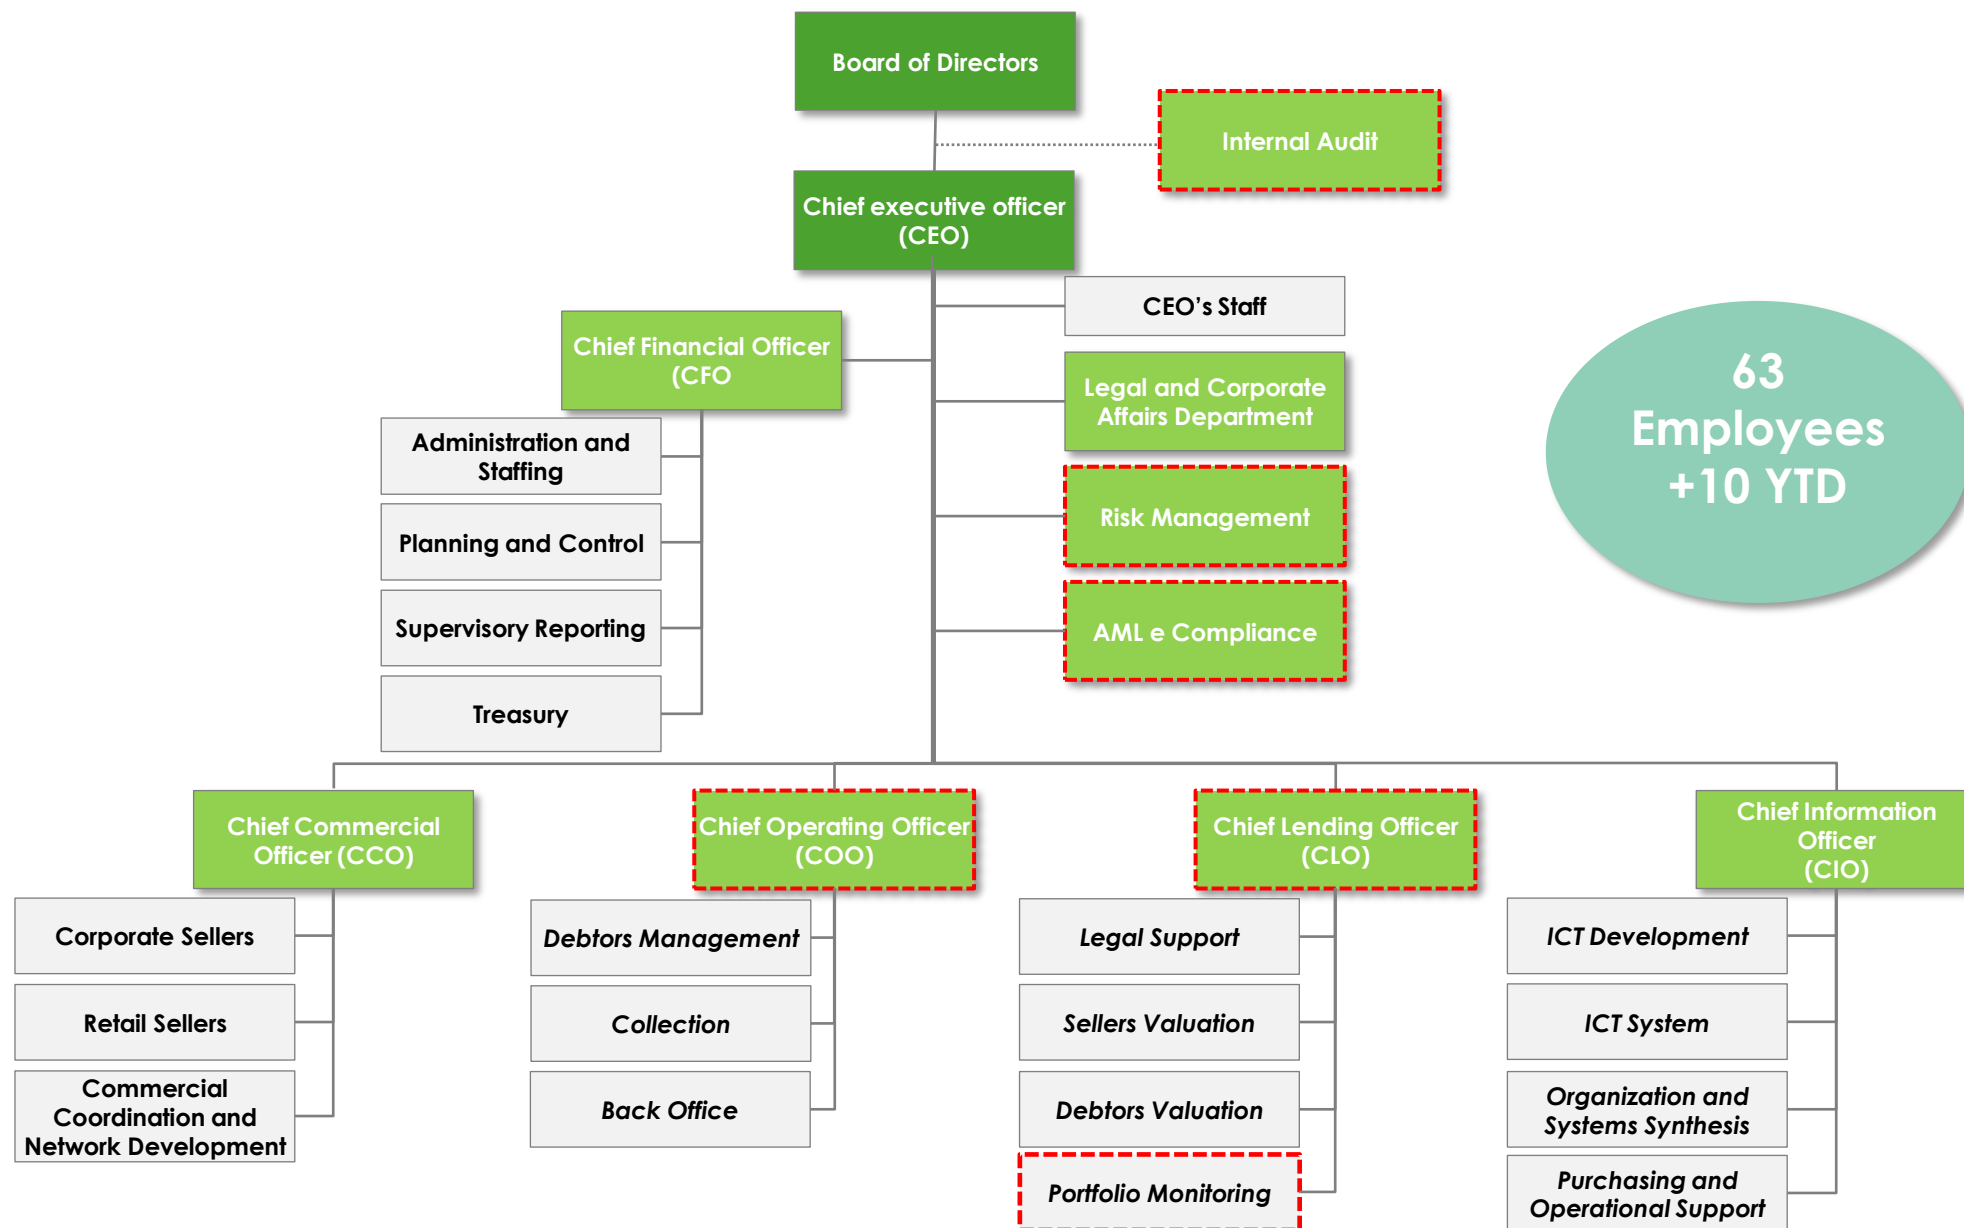 Board of Directors
Internal Audit
Chief executive officer
(CEO)
CEO’s Staff
Chief Financial Officer
(CFO
Legal and Corporate
Affairs Department
63
Employees
+10 YTD
Administration and
Staffing
Risk Management
Planning and Control
AML e Compliance
Supervisory Reporting
Treasury
Chief Commercial
Officer (CCO)
Chief Operating Officer
(COO)
Chief Lending Officer
(CLO)
Chief Information
Officer
(CIO)
Corporate Sellers
Retail Sellers
Commercial
Coordination and
Network Development
Debtors Management
Collection
Back Office
Legal Support
Sellers Valuation
Debtors Valuation
Portfolio Monitoring
ICT Development
ICT System
Organization and
Systems Synthesis
Purchasing and
Operational Support